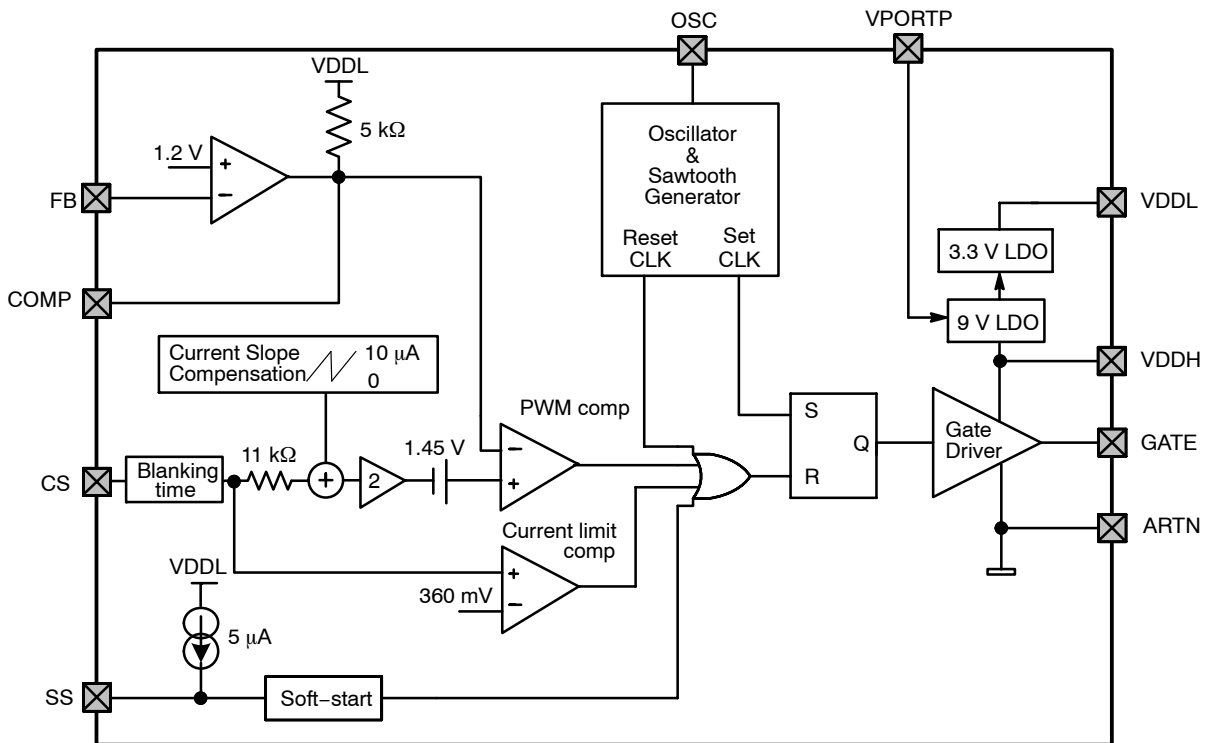 OSC
VPORTP
VDDL
5 kΩ
1.2 V
+
−
FB
COMP
Oscillator
&
Sawtooth
Generator
Reset
CLK
Set
CLK
VDDL
3.3 V LDO
9 V LDO
VDDH
Current Slope
Compensation
10 μA
0
PWM comp
S
R
Q
Gate
Driver
GATE
CS
Blanking
time
11 kΩ
+
2
1.45 V
−
+
Current limit
comp
+
−
360 mV
ARTN
VDDL
5 μA
SS
Soft−start